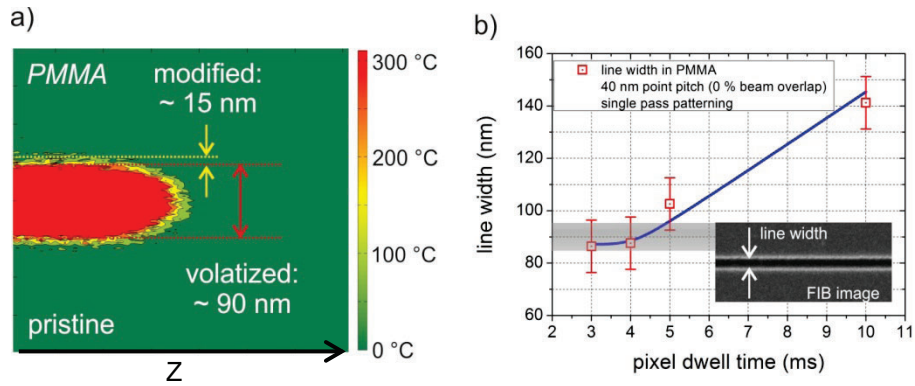 a)
PMMA
modified:
~ 15 nm
volatized:
~ 90 nm
pristine
Z
300 °C
200 °C
100 °C
0 °C
b)
160
140
120
100
80
60
line width (nm)
line width in PMMA
40 nm point pitch (0 % beam overlap)
single pass patterning
line width
FIB image
2 3 4 5 6 7 8 9 10 11
pixel dwell time (ms)